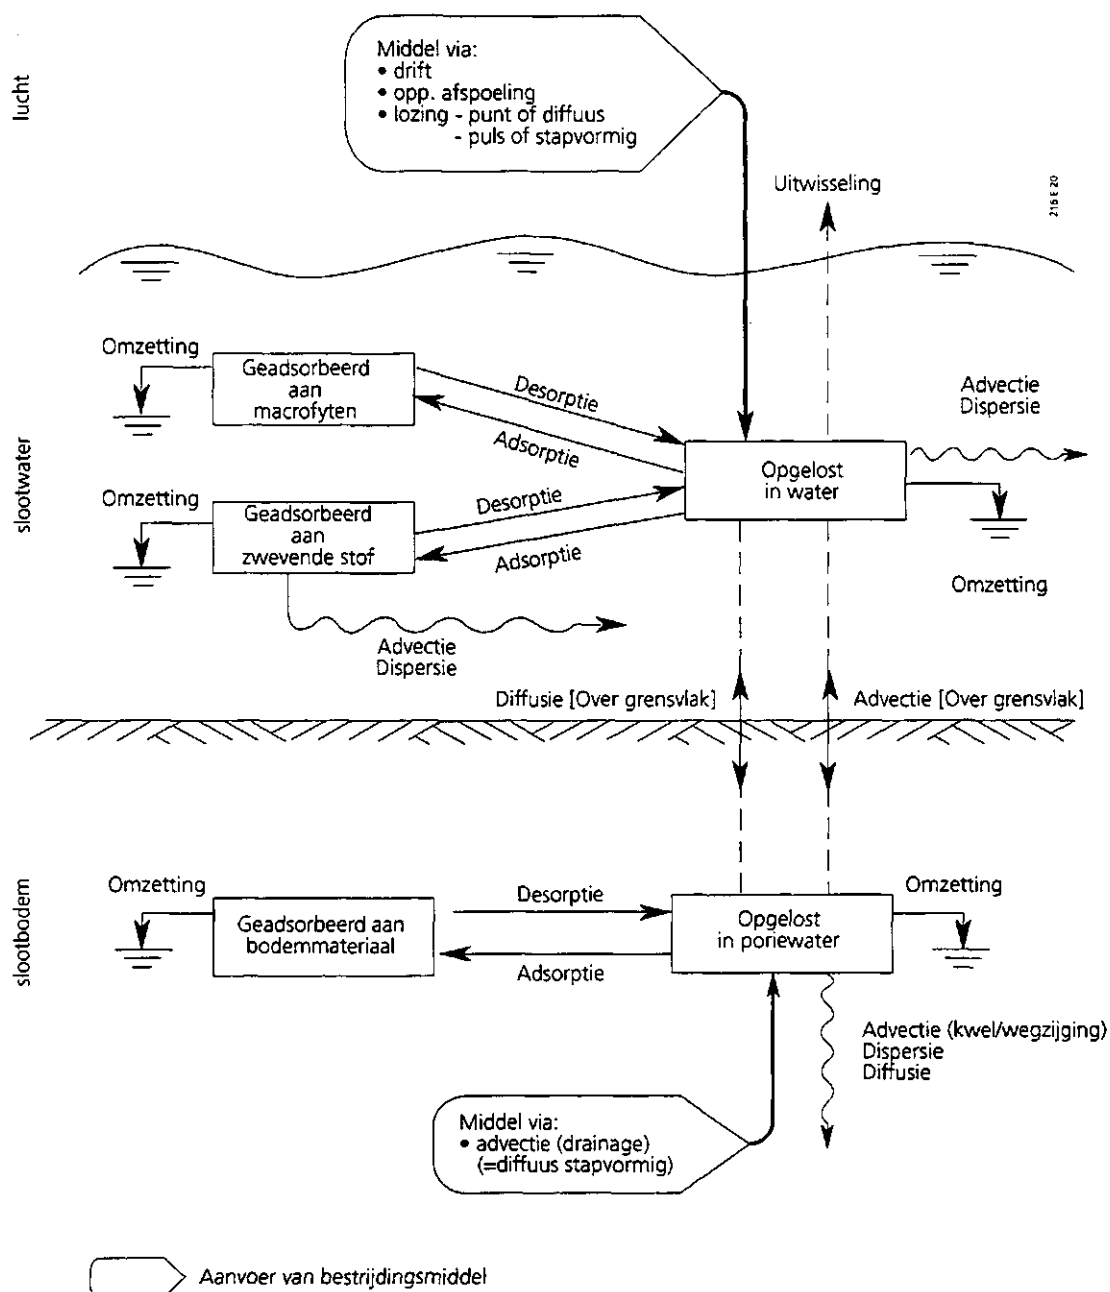 lucht
Middel via:
• drift
• opp. afspoeling
• lozing - punt of diffuus
- puls of stapvormig
Uitwisseling
216 E 20
slootwater
Omzetting
Geadsorbeerd
aan
macrofyten
Desorptie
Adsorptie
Advectie
Dispersie
Opgelost
in water
Omzetting
Omzetting
Geadsorbeerd
aan
zwevende stof
Desorptie
Adsorptie
Advectie
Dispersie
Diffusie [Over grensvlak]
Advectie [Over grensvlak]
slootbodem
Omzetting
Geadsorbeerd aan
bodemmateriaal
Desorptie
Adsorptie
Opgelost
in poriewater
Omzetting
Advectie (kwel/wegzijging)
Dispersie
Diffusie
Middel via:
• advectie (drainage)
(=diffuus stapvormig)
Aanvoer van bestrijdingsmiddel